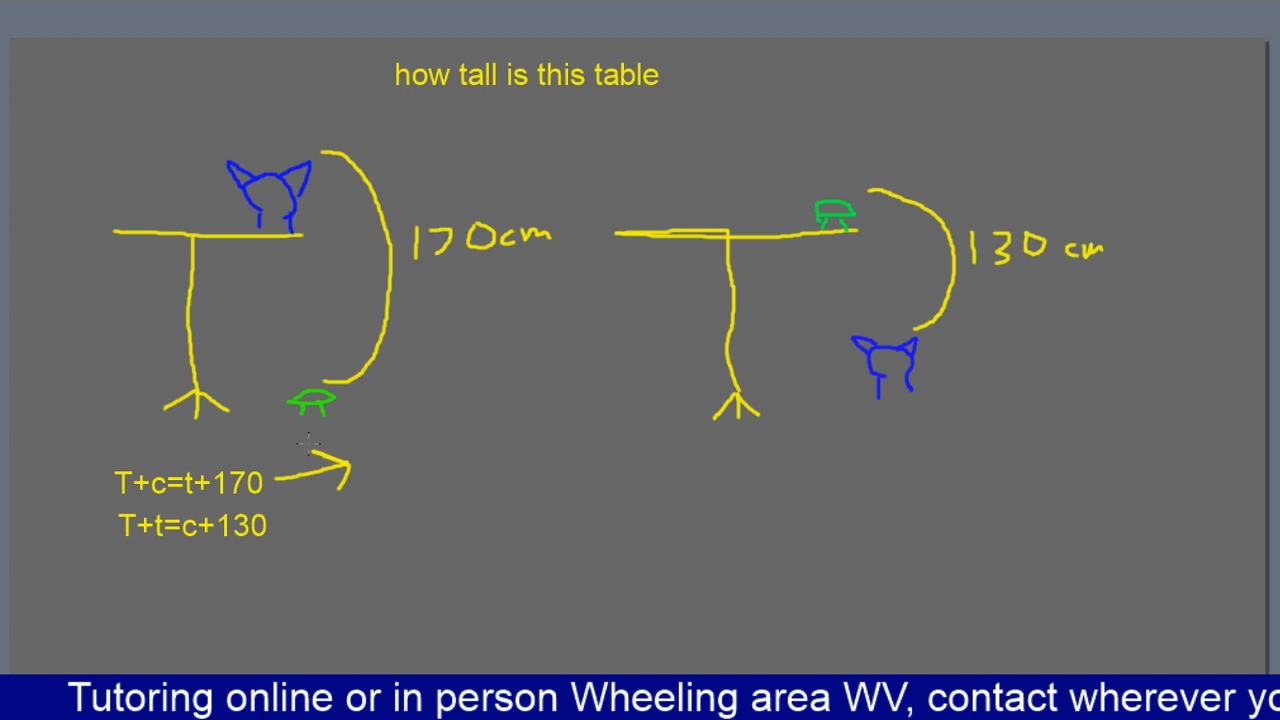 how tall is this table
170cm
130 cm
T+c=t+170
T+t=c+130
Tutoring online or in person Wheeling area WV, contact wherever yo